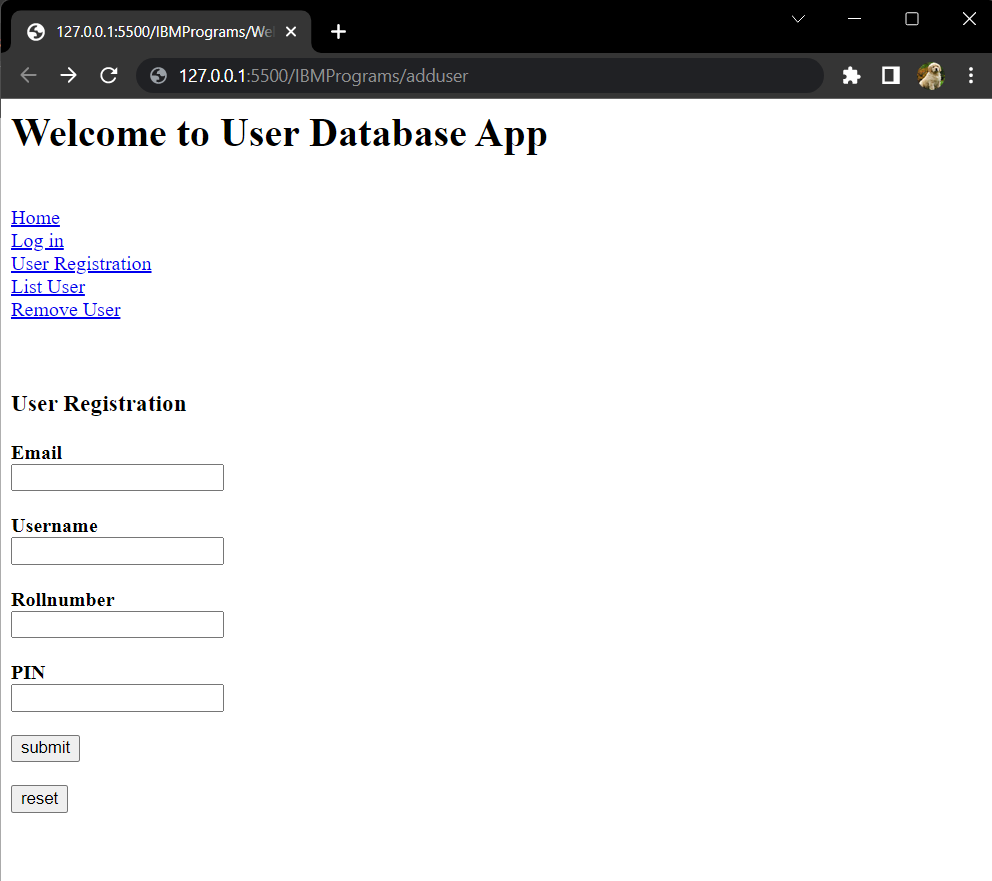 127.0.0.1:5500/IBMPrograms/We
127.0.0.1:5500/IBMPrograms/adduser
Welcome to User Database App
Home
Log in
User Registration
List User
Remove User
User Registration
Email
Username
Rollnumber
PIN
submit
reset